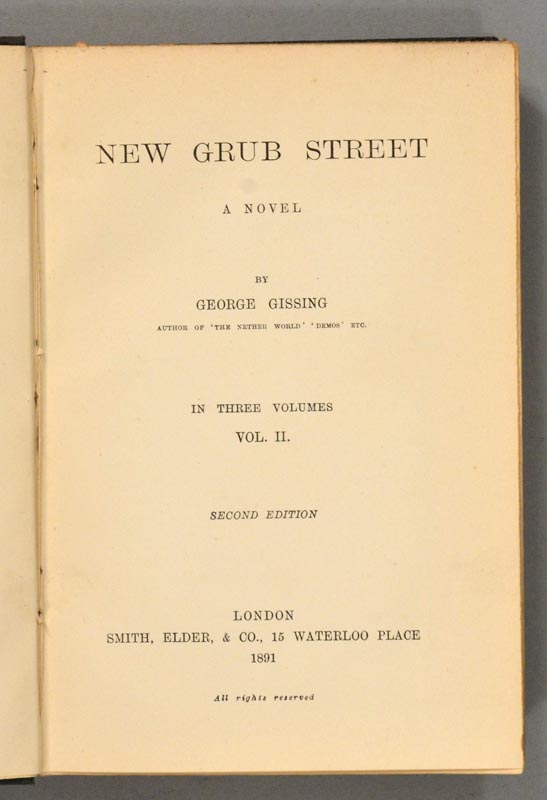 NEW GRUB STREET
A NOVEL
BY
GEORGE GISSING
AUTHOR OF 'THE NETHER WORLD' 'DEMOS' ETC.
IN THREE VOLUMES
VOL. II.
SECOND EDITION
LONDON
SMITH, ELDER, & CO., 15 WATERLOO PLACE
1891
All rights reserved